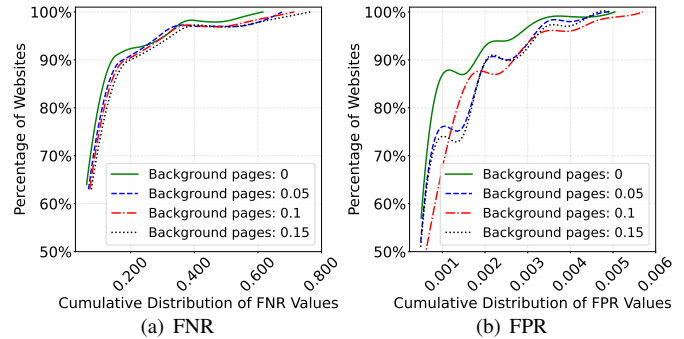 100%
90%
80%
70%
60%
50%
Percentage of Websites
Background pages: 0
Background pages: 0.05
Background pages: 0.1
Background pages: 0.15
0.200
0.400
0.600
0.800
Cumulative Distribution of FNR Values
(a) FNR
100%
90%
80%
70%
60%
50%
Percentage of Websites
Background pages: 0
Background pages: 0.05
Background pages: 0.1
Background pages: 0.15
0.001
0.002
0.003
0.004
0.005
0.006
Cumulative Distribution of FPR Values
(b) FPR